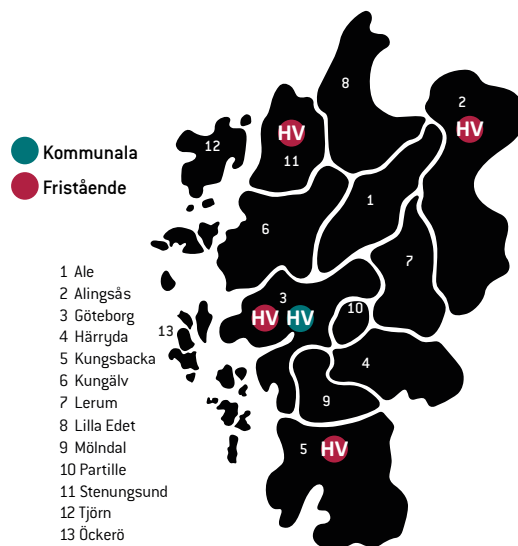 8
2
HV
HV
12
11
Kommunala
Fristående
1
6
7
1 Ale
2 Alingsås
3 Göteborg
4 Härryda
5 Kungsbacka
6 Kungälv
7 Lerum
8 Lilla Edet
9 Mölndal
10 Partille
11 Stenungsund
12 Tjörn
13 Öckerö
3
10
HV HV
13
4
9
5 HV